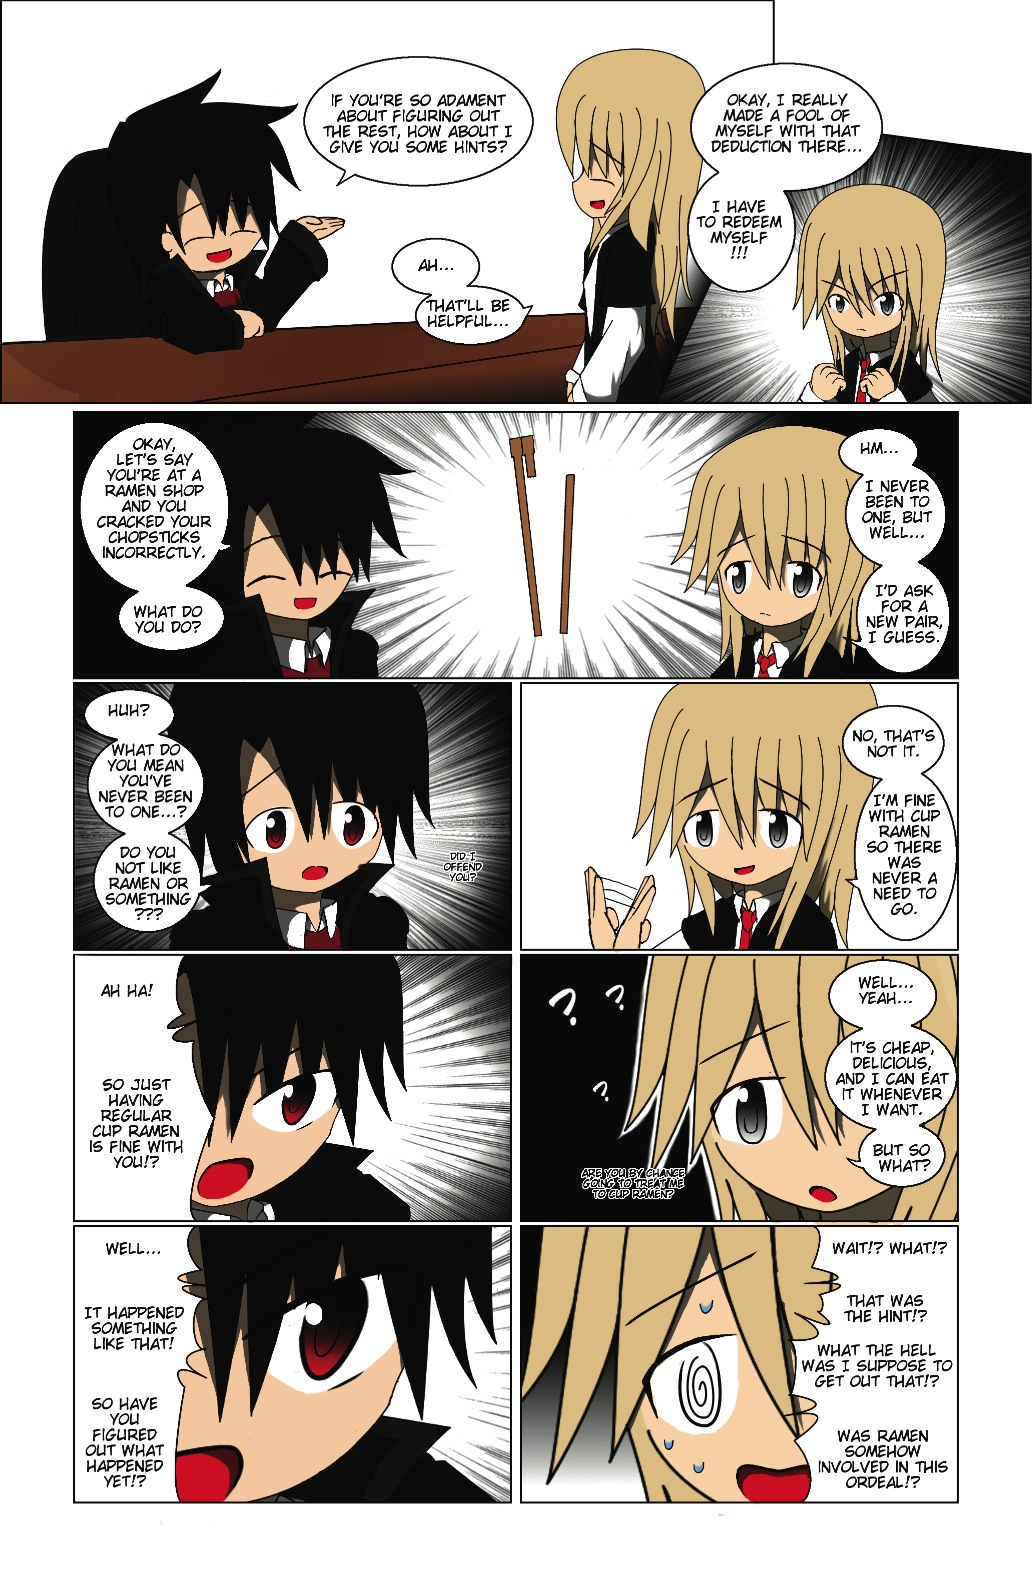 IF YOU'RE SO ADAMENT
ABOUT FIGURING OUT
THE REST, HOW ABOUT I
GIVE YOU SOME HINTS?
AH...
THAT'LL BE
HELPFUL...
OKAY, I REALLY
MADE A FOOL OF
MYSELF WITH THAT
DEDUCTION THERE...
I HAVE
TO REDEEM
MYSELF
!!!
OKAY,
LET'S SAY
YOU'RE AT A
RAMEN SHOP
AND YOU
CRACKED YOUR
CHOPSTICKS
INCORRECTLY.
WHAT DO
YOU DO?
HM...
I NEVER
BEEN TO
ONE, BUT
WELL...
I'D ASK
FOR A
NEW PAIR,
I GUESS.
HUH?
WHAT DO
YOU MEAN
YOU'VE
NEVER BEEN
TO ONE...?
DO YOU
NOT LIKE
RAMEN OR
SOMETHING
???
DID I
OFFEND
YOU?
NO, THAT'S
NOT IT.
I'M FINE
WITH CUP
RAMEN
SO THERE
WAS
NEVER A
NEED TO
GO.
AH HA!
SO JUST
HAVING
REGULAR
CUP RAMEN
IS FINE WITH
YOU!?
? ?
?
WELL...
YEAH...
IT'S CHEAP,
DELICIOUS,
AND I CAN EAT
IT WHENEVER
I WANT.
BUT SO
WHAT?
ARE YOU BY CHANCE
GOING TO TREAT ME
TO CUP RAMEN?
WELL...
IT HAPPENED
SOMETHING
LIKE THAT!
SO HAVE
YOU
FIGURED
OUT WHAT
HAPPENED
YET!?
WAIT!? WHAT!?
THAT WAS
THE HINT!?
WHAT THE HELL
WAS I SUPPOSE TO
GET OUT THAT!?
WAS RAMEN
SOMEHOW
INVOLVED IN THIS
ORDEAL!?